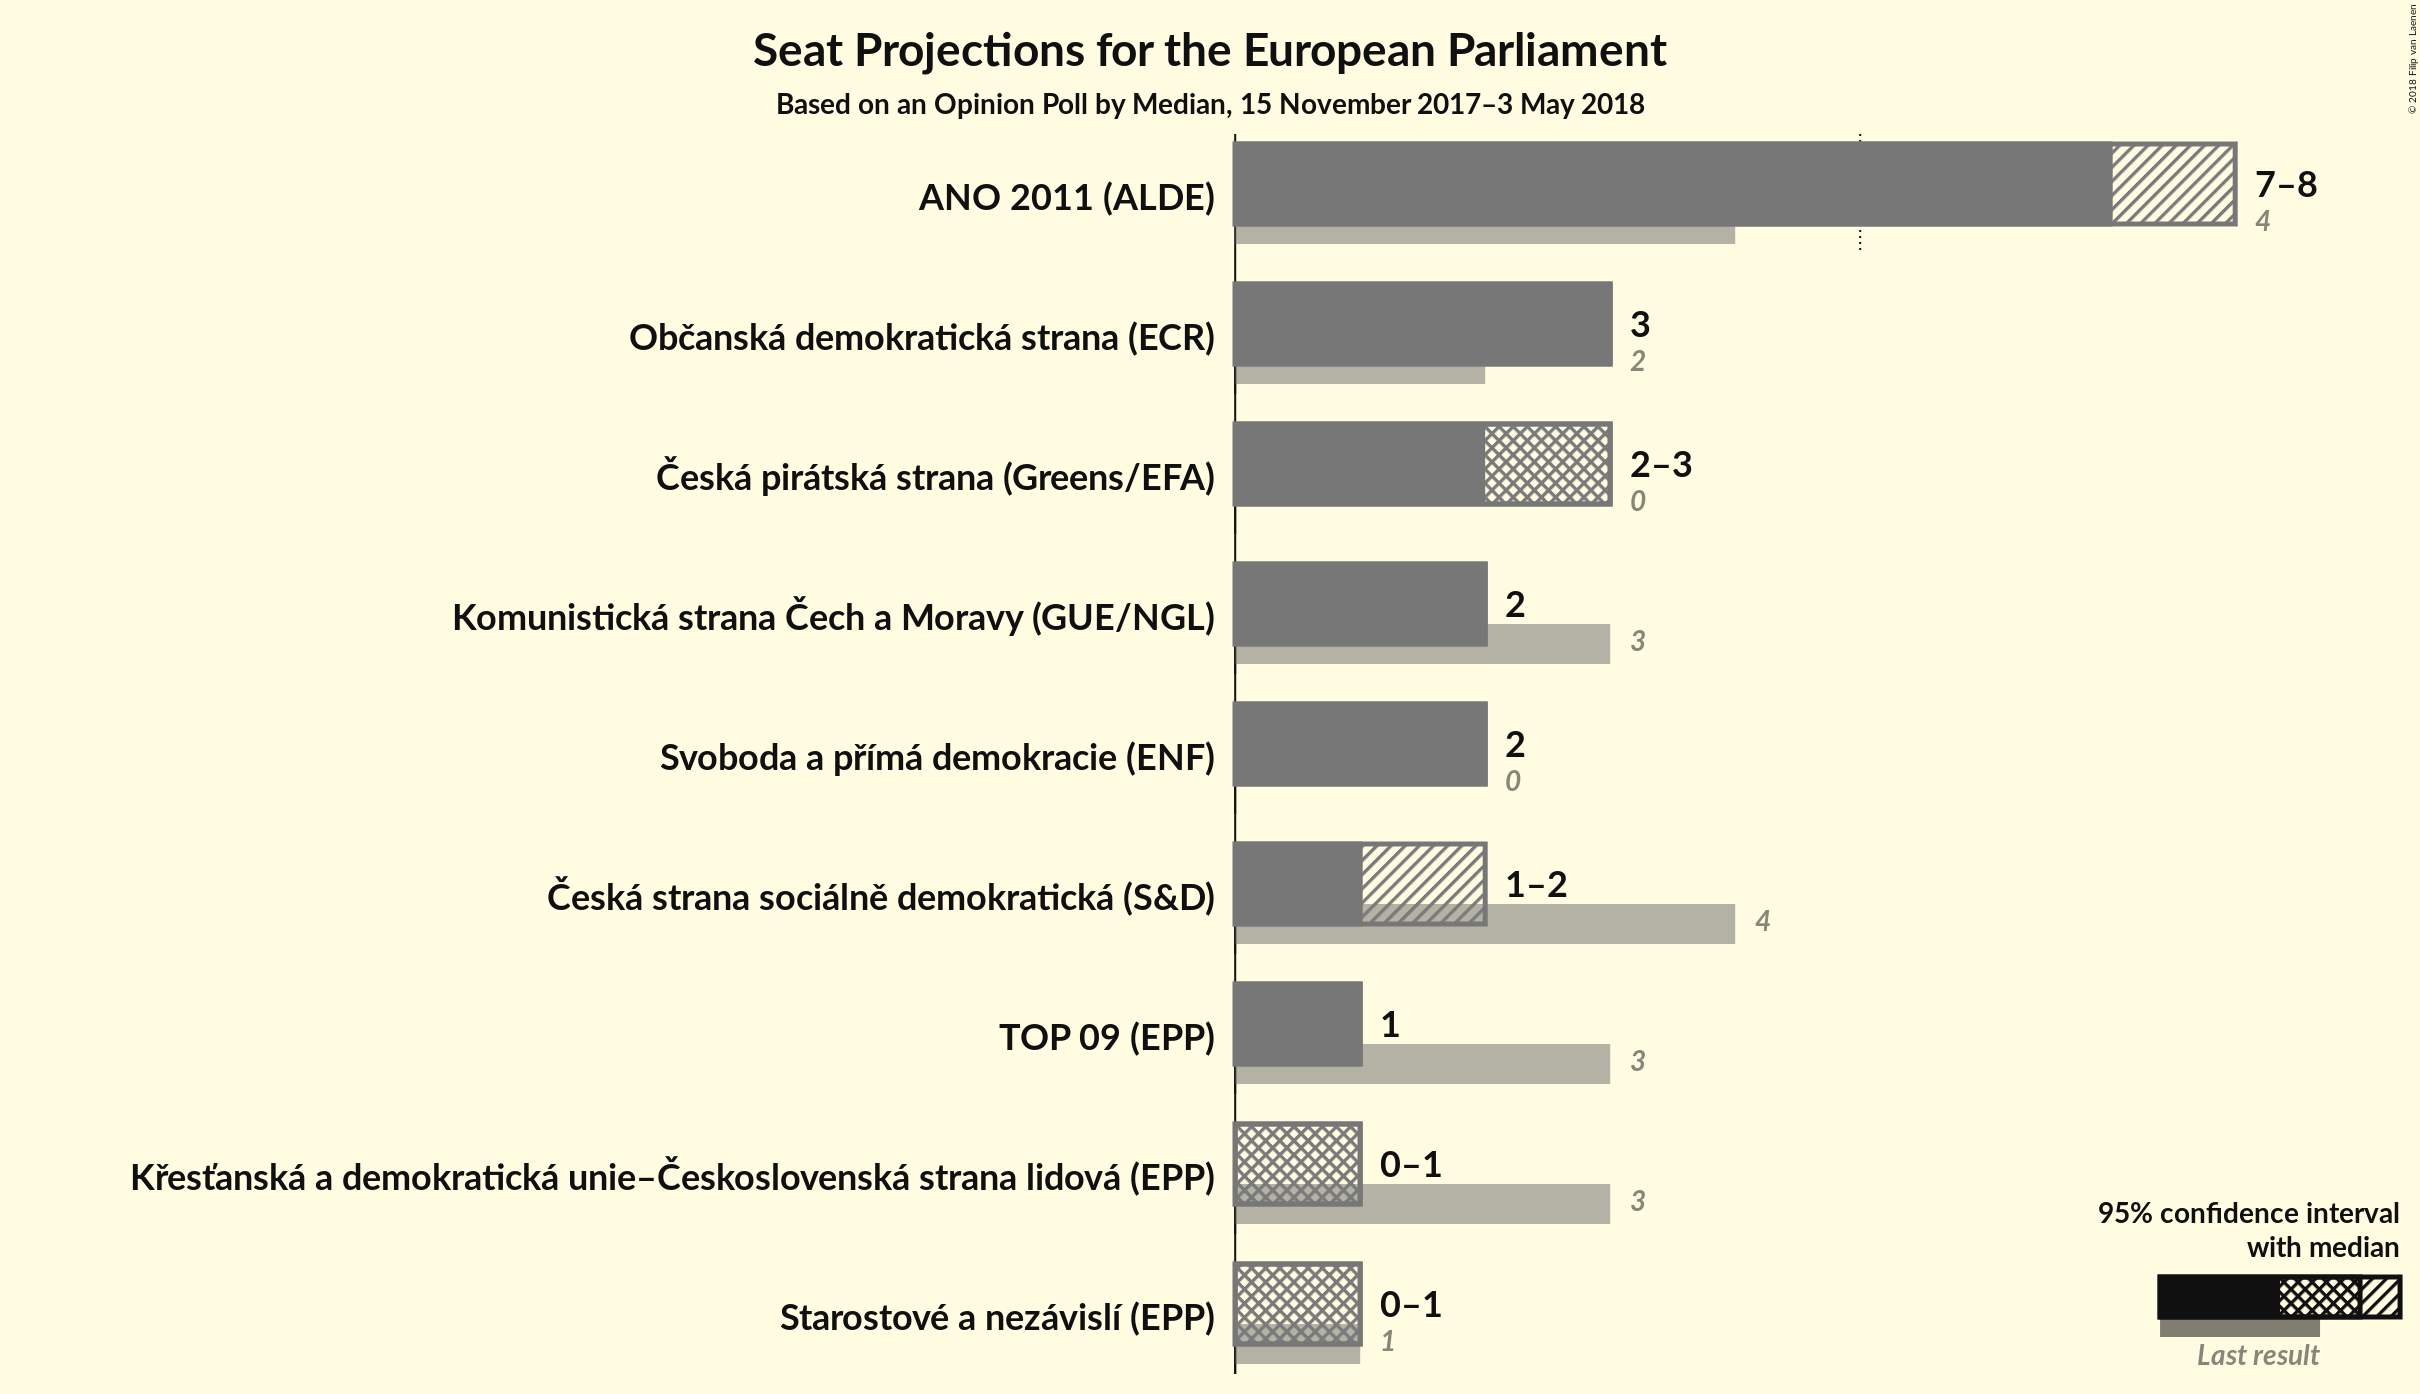 Seat Projections for the European Parliament
Based on an Opinion Poll by Median, 15 November 2017–3 May 2018
© 2018 Filip van Laenen
ANO 2011 (ALDE)
7–8
4
Občanská demokratická strana (ECR)
3
2
Česká pirátská strana (Greens/EFA)
2–3
0
Komunistická strana Čech a Moravy (GUE/NGL)
2
3
Svoboda a přímá demokracie (ENF)
2
0
Česká strana sociálně demokratická (S&D)
1–2
4
TOP 09 (EPP)
1
3
Křesťanská a demokratická unie–Československá strana lidová (EPP)
0–1
3
Starostové a nezávislí (EPP)
0–1
1
95% confidence interval
with median
Last result